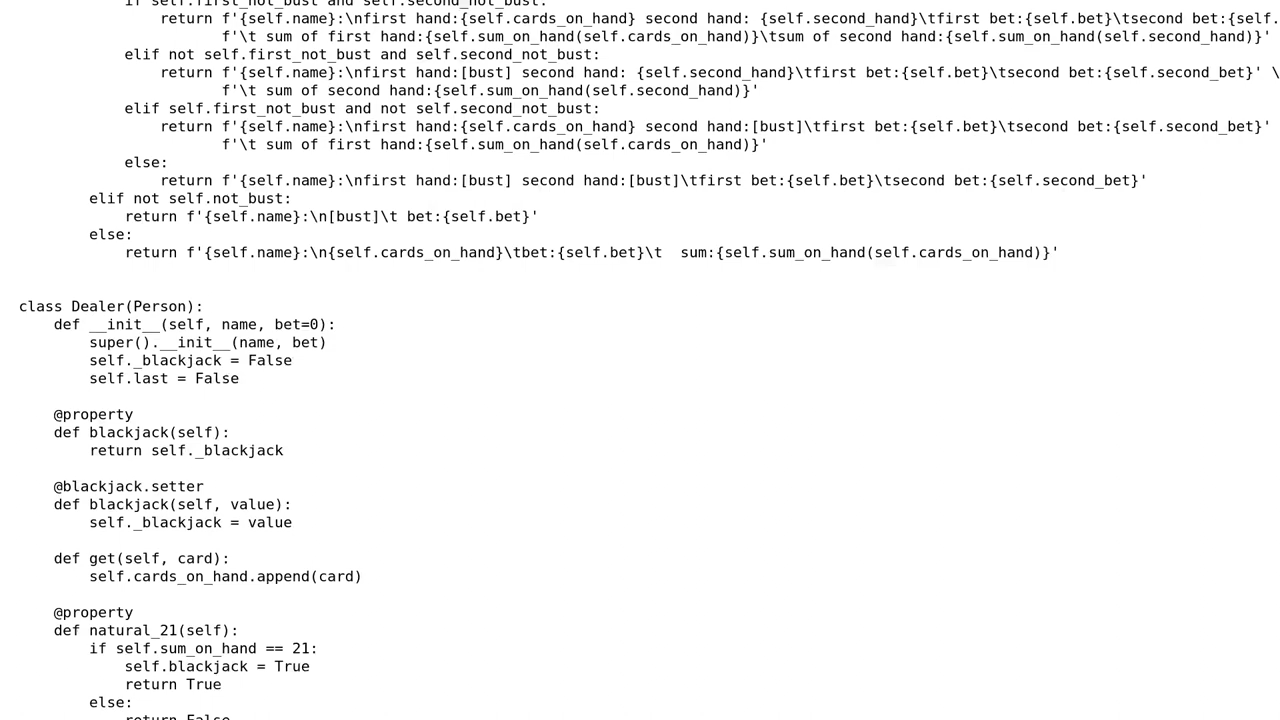 if self.first_not_bust and self.second_not_bust:
                return f'{self.name}:\nfirst hand:{self.cards_on_hand} second hand: {self.second_hand}\tfirst bet:{self.bet}\tsecond bet:{self.
                       f'\t sum of first hand:{self.sum_on_hand(self.cards_on_hand)}\tsum of second hand:{self.sum_on_hand(self.second_hand)}'
            elif not self.first_not_bust and self.second_not_bust:
                return f'{self.name}:\nfirst hand:[bust] second hand: {self.second_hand}\tfirst bet:{self.bet}\tsecond bet:{self.second_bet}' \
                       f'\t sum of second hand:{self.sum_on_hand(self.second_hand)}'
            elif self.first_not_bust and not self.second_not_bust:
                return f'{self.name}:\nfirst hand:{self.cards_on_hand} second hand:[bust]\tfirst bet:{self.bet}\tsecond bet:{self.second_bet}'
                       f'\t sum of first hand:{self.sum_on_hand(self.cards_on_hand)}'
            else:
                return f'{self.name}:\nfirst hand:[bust] second hand:[bust]\tfirst bet:{self.bet}\tsecond bet:{self.second_bet}'
        elif not self.not_bust:
            return f'{self.name}:\n[bust]\t bet:{self.bet}'
        else:
            return f'{self.name}:\n{self.cards_on_hand}\tbet:{self.bet}\t  sum:{self.sum_on_hand(self.cards_on_hand)}'


class Dealer(Person):
    def __init__(self, name, bet=0):
        super().__init__(name, bet)
        self._blackjack = False
        self.last = False

    @property
    def blackjack(self):
        return self._blackjack

    @blackjack.setter
    def blackjack(self, value):
        self._blackjack = value

    def get(self, card):
        self.cards_on_hand.append(card)

    @property
    def natural_21(self):
        if self.sum_on_hand == 21:
            self.blackjack = True
            return True
        else:
            return False